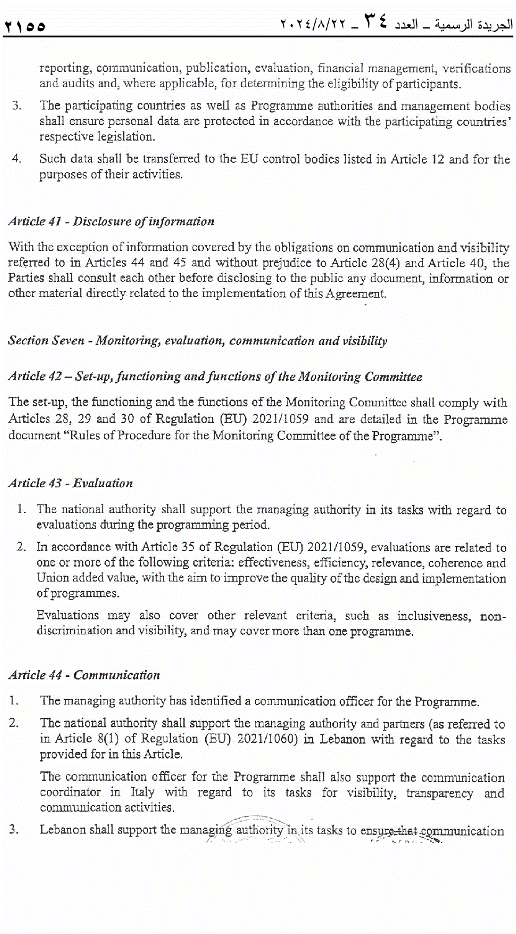 ٢١٥٥
الجريدة الرسمية – العدد ٣٤ – ٢٠٢٤/٨/٢٢
reporting, communication, publication, evaluation, financial management, verifications
and audits and, where applicable, for determining the eligibility of participants.
3. The participating countries as well as Programme authorities and management bodies
shall ensure personal data are protected in accordance with the participating countries'
respective legislation.
4. Such data shall be transferred to the EU control bodies listed in Article 12 and for the
purposes of their activities.
Article 41 - Disclosure of information
With the exception of information covered by the obligations on communication and visibility
referred to in Articles 44 and 45 and without prejudice to Article 28(4) and Article 40, the
Parties shall consult each other before disclosing to the public any document, information or
other material directly related to the implementation of this Agreement.
Section Seven - Monitoring, evaluation, communication and visibility
Article 42 – Set-up, functioning and functions of the Monitoring Committee
The set-up, the functioning and the functions of the Monitoring Committee shall comply with
Articles 28, 29 and 30 of Regulation (EU) 2021/1059 and are detailed in the Programme
document “Rules of Procedure for the Monitoring Committee of the Programme”.
Article 43 - Evaluation
1. The national authority shall support the managing authority in its tasks with regard to
evaluations during the programming period.
2. In accordance with Article 35 of Regulation (EU) 2021/1059, evaluations are related to
one or more of the following criteria: effectiveness, efficiency, relevance, coherence and
Union added value, with the aim to improve the quality of the design and implementation
of programmes.
Evaluations may also cover other relevant criteria, such as inclusiveness, non-
discrimination and visibility, and may cover more than one programme.
Article 44 - Communication
1. The managing authority has identified a communication officer for the Programme.
2. The national authority shall support the managing authority and partners (as referred to
in Article 8(1) of Regulation (EU) 2021/1060) in Lebanon with regard to the tasks
provided for in this Article.
The communication officer for the Programme shall also support the communication
coordinator in Italy with regard to its tasks for visibility, transparency and
communication activities.
3. Lebanon shall support the managing authority in its tasks to ensure that communication